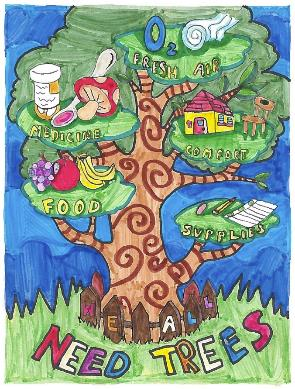 O2
FRESH AIR
MEDICINE
COMFORT
FOOD
SUPPLIES
WE ALL
NEED TREES